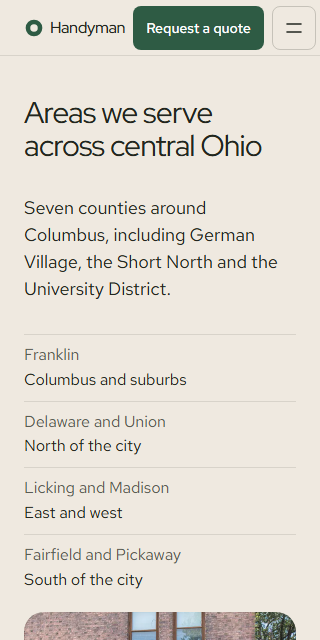 Handyman
Request a quote
Areas we serve
across central Ohio
Seven counties around
Columbus, including German
Village, the Short North and the
University District.
Franklin
Columbus and suburbs
Delaware and Union
North of the city
Licking and Madison
East and west
Fairfield and Pickaway
South of the city